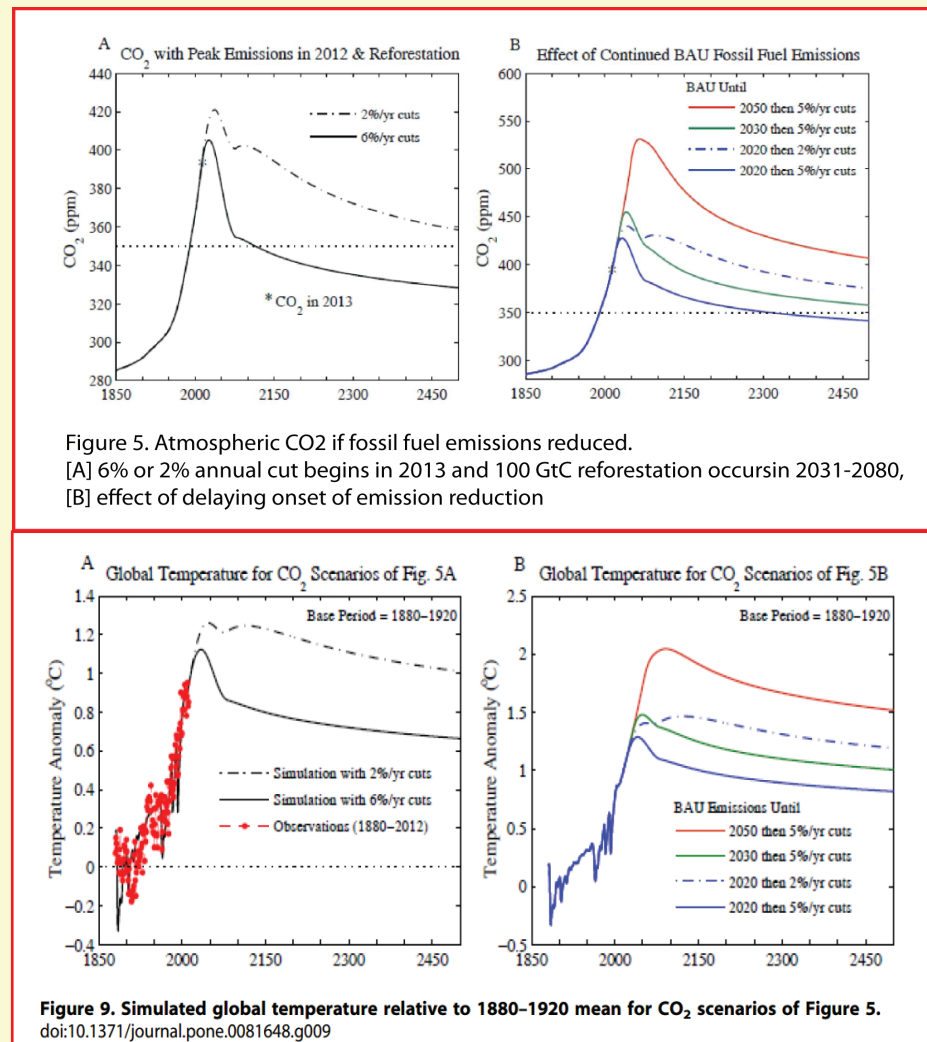 A
CO2 with Peak Emissions in 2012 & Reforestation
440
420
400
380
360
340
320
300
280
CO2 (ppm)
2%/yr cuts
6%/yr cuts
* CO2 in 2013
1850 2000 2150 2300 2450
B
Effect of Continued BAU Fossil Fuel Emissions
600
550
500
450
400
350
300
CO2 (ppm)
BAU Until
2050 then 5%/yr cuts
2030 then 5%/yr cuts
2020 then 2%/yr cuts
2020 then 5%/yr cuts
1850 2000 2150 2300 2450
Figure 5. Atmospheric CO2 if fossil fuel emissions reduced.
[A] 6% or 2% annual cut begins in 2013 and 100 GtC reforestation occursin 2031-2080,
[B] effect of delaying onset of emission reduction
A
Global Temperature for CO2 Scenarios of Fig. 5A
1.4
1.2
1
0.8
0.6
0.4
0.2
0
−0.2
−0.4
Temperature Anomaly (°C)
Base Period = 1880−1920
Simulation with 2%/yr cuts
Simulation with 6%/yr cuts
Observations (1880−2012)
1850 2000 2150 2300 2450
B
Global Temperature for CO2 Scenarios of Fig. 5B
2.5
2
1.5
1
0.5
0
−0.5
Temperature Anomaly (°C)
Base Period = 1880−1920
BAU Emissions Until
2050 then 5%/yr cuts
2030 then 5%/yr cuts
2020 then 2%/yr cuts
2020 then 5%/yr cuts
1850 2000 2150 2300 2450
Figure 9. Simulated global temperature relative to 1880–1920 mean for CO2 scenarios of Figure 5.
doi:10.1371/journal.pone.0081648.g009